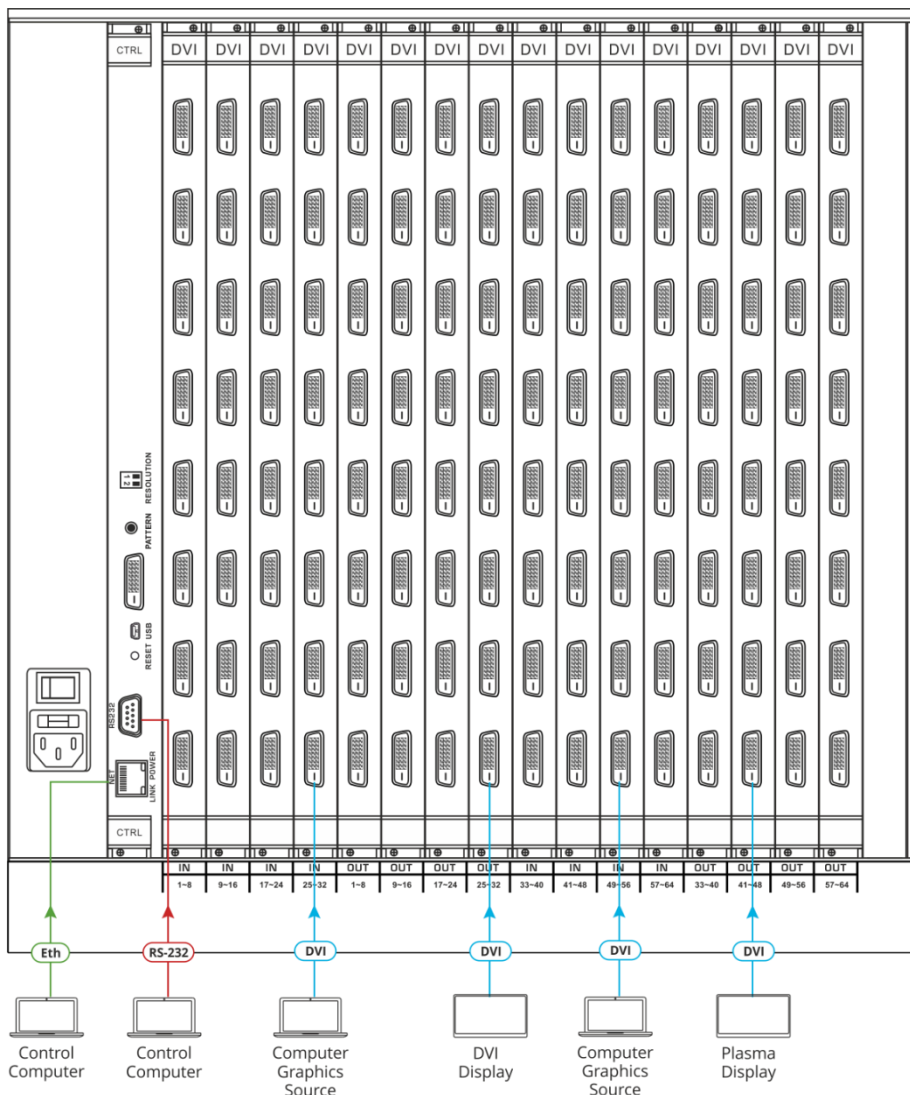 CTRL DVI DVI DVI DVI DVI DVI DVI DVI DVI DVI DVI DVI DVI DVI DVI DVI
1 2
RESOLUTION
PATTERN
USB
RESET
RS232
NET
LINK POWER
CTRL
IN IN IN IN OUT OUT OUT OUT IN IN IN IN OUT OUT OUT OUT
1~8 9~16 17~24 25~32 1~8 9~16 17~24 25~32 33~40 41~48 49~56 57~64 33~40 41~48 49~56 57~64
Eth RS-232 DVI DVI DVI DVI
Control
Computer
Control
Computer
Computer
Graphics
Source
DVI
Display
Computer
Graphics
Source
Plasma
Display